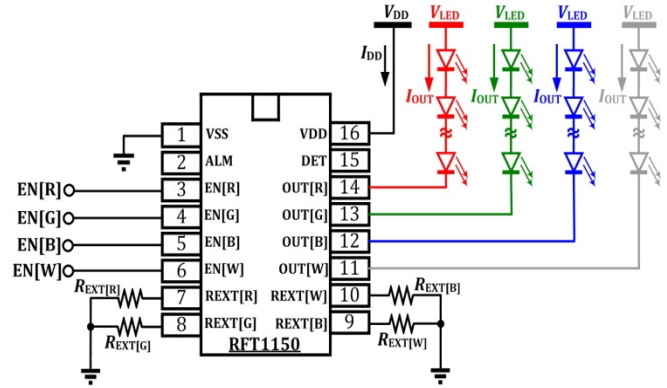 VDD VLED VLED VLED VLED
IDD IOUT IOUT IOUT IOUT
1 VSS VDD 16
2 ALM DET 15
EN[R] 3 EN[R] OUT[R] 14
EN[G] 4 EN[G] OUT[G] 13
EN[B] 5 EN[B] OUT[B] 12
EN[W] 6 EN[W] OUT[W] 11
REXT[R] 7 REXT[R] REXT[W] 10 REXT[B]
REXT[G] 8 REXT[G] REXT[B] 9 REXT[W]
RFT1150